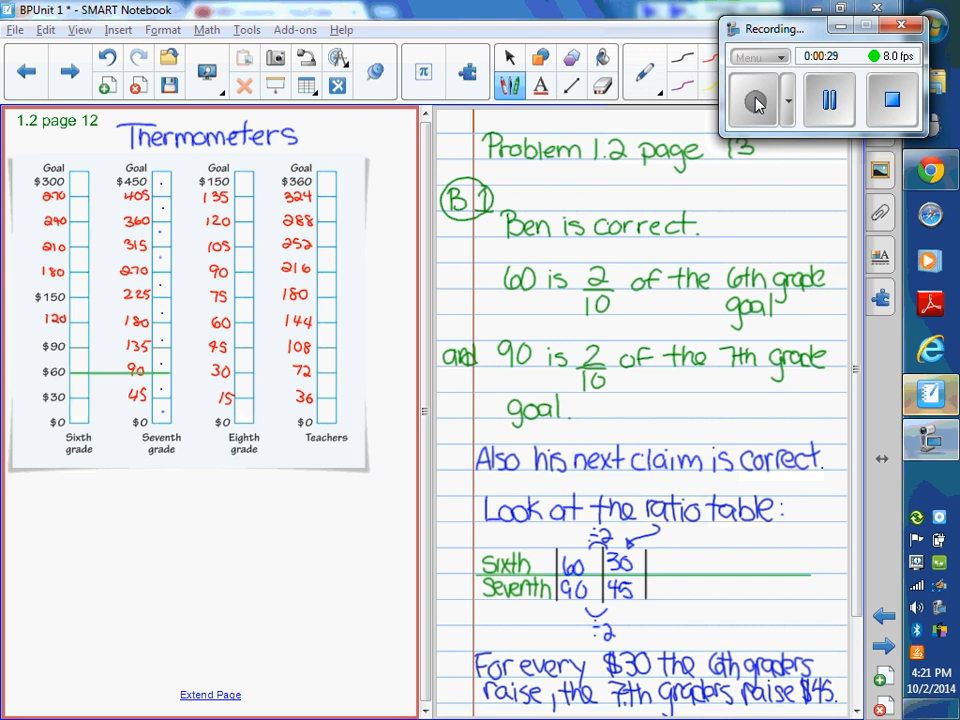 BPUnit 1 * - SMART Notebook
File Edit View Insert Format Math Tools Add-ons Help
Recording...
Menu 0:00:29 8.0 fps
1.2 page 12
Thermometers
Goal Goal Goal Goal
$300 $450 $150 $360
270 405 135 324
240 360 120 288
210 315 105 252
180 270 90 216
$150 225 75 180
120 180 60 144
$90 135 45 108
$60 90 30 72
$30 45 15 36
$0 $0 $0 $0
Sixth Seventh Eighth Teachers
grade grade grade
Extend Page
Problem 1.2 page 13
B 1
Ben is correct.
60 is 2/10 of the 6th grade
goal
and 90 is 2/10 of the 7th grade
goal.
Also his next claim is correct.
Look at the ratio table:
÷2
Sixth 60 30
Seventh 90 45
÷2
For every $30 the 6th graders
raise, the 7th graders raise $45.
4:21 PM
10/2/2014